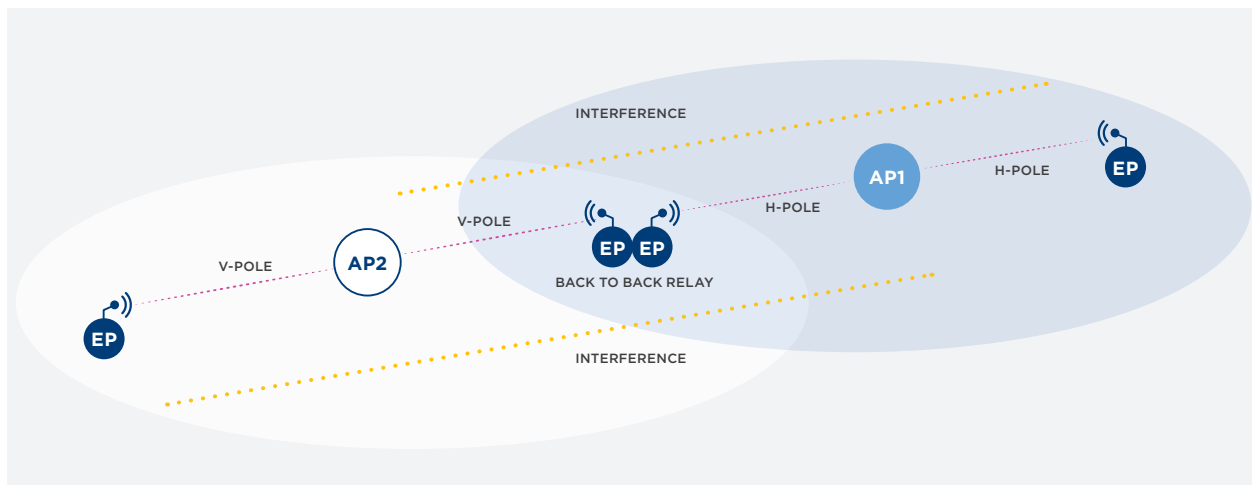 INTERFERENCE
AP1
EP
H-POLE
H-POLE
V-POLE
EP EP
AP2
V-POLE
BACK TO BACK RELAY
EP
INTERFERENCE